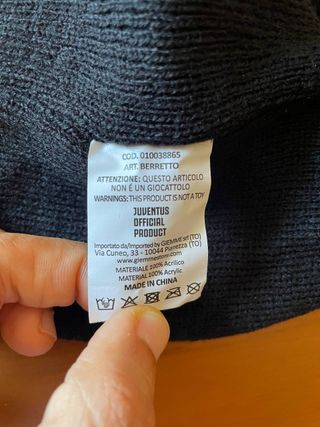 COD. 010038865
ART. BERRETTO
ATTENZIONE: QUESTO ARTICOLO
NON È UN GIOCATTOLO
WARNINGS: THIS PRODUCT IS NOT A TOY
JUVENTUS
OFFICIAL
PRODUCT
Importato da/imported by GIEMME srl (TO)
Via Cuneo, 33 - 10044 Pianezza (TO)
www.giemmestore.com
MATERIALE 100% Acrilico
MATERIAL 100% Acrylic
MADE IN CHINA